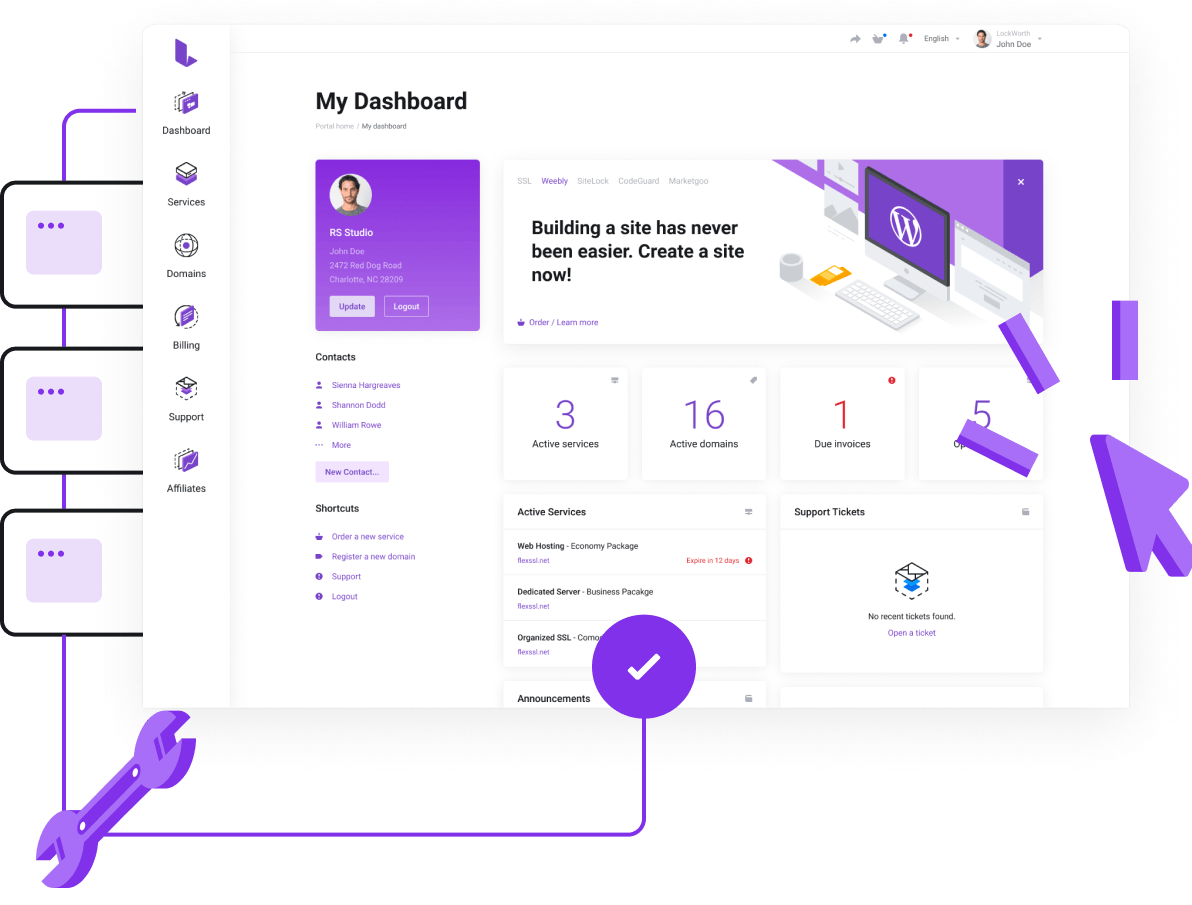 English
LockWorth
John Doe
My Dashboard
Portal home / My dashboard
Dashboard
Services
Domains
Billing
Support
Affiliates
RS Studio
John Doe
2472 Red Dog Road
Charlotte, NC 28209
Update
Logout
Contacts
Sienna Hargreaves
Shannon Dodd
William Rowe
More
New Contact...
Shortcuts
Order a new service
Register a new domain
Support
Logout
SSL Weebly SiteLock CodeGuard Marketgoo
Building a site has never
been easier. Create a site
now!
Order / Learn more
3
Active services
16
Active domains
1
Due invoices
5
Active Services
Web Hosting - Economy Package
flexssl.net
Expire in 12 days
Dedicated Server - Business Pacakge
flexssl.net
Organized SSL -
flexssl.net
Announcements
Support Tickets
No recent tickets found.
Open a ticket